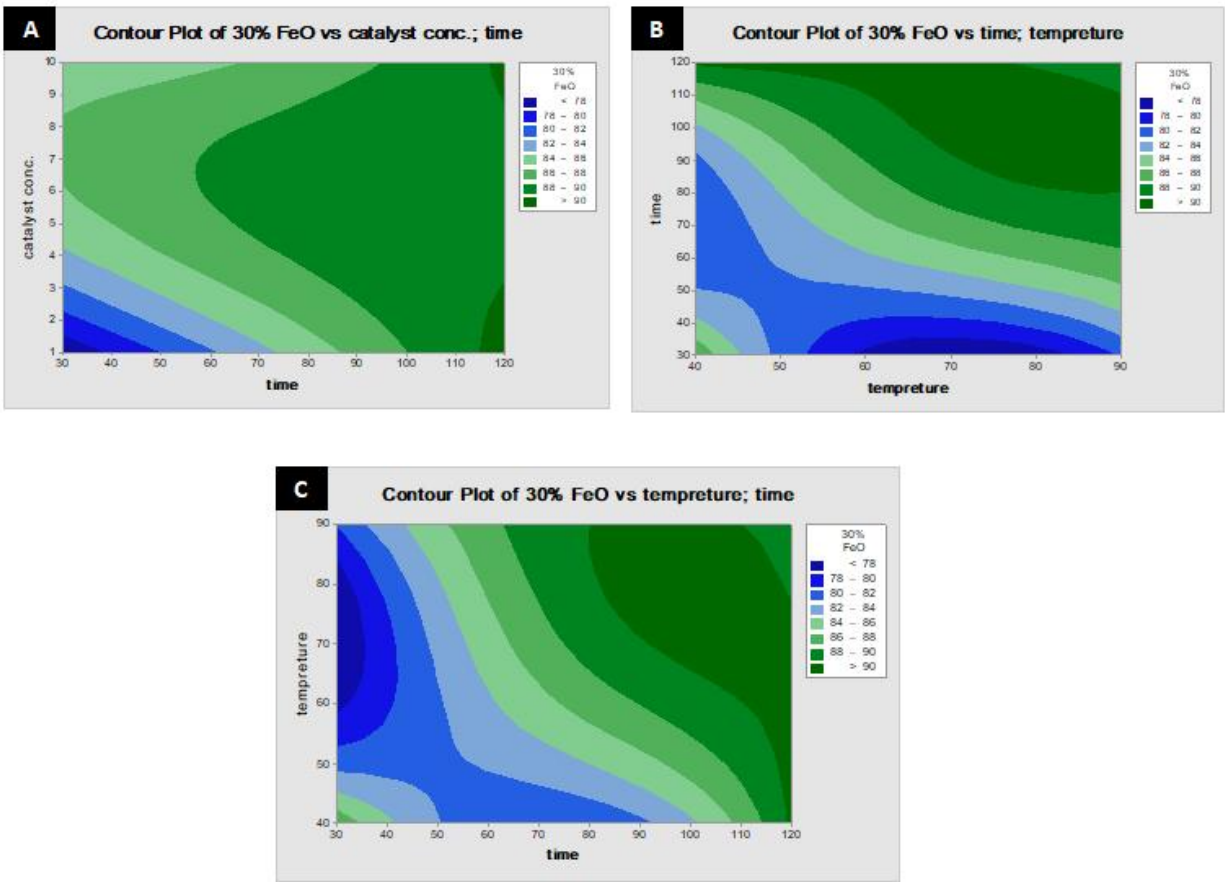 A
Contour Plot of 30% FeO vs catalyst conc.; time
10
9
8
7
6
5
4
3
2
1
catalyst conc.
30 40 50 60 70 80 90 100 110 120
time
30%
FeO
< 78
78 – 80
80 – 82
82 – 84
84 – 88
88 – 88
88 – 90
> 90
B
Contour Plot of 30% FeO vs time; tempreture
120
110
100
90
80
70
60
50
40
30
time
40 50 60 70 80 90
tempreture
30%
FeO
< 78
78 – 80
80 – 82
82 – 84
84 – 88
88 – 88
88 – 90
> 90
C
Contour Plot of 30% FeO vs tempreture; time
90
80
70
60
50
40
tempreture
30 40 50 60 70 80 90 100 110 120
time
30%
FeO
< 78
78 – 80
80 – 82
82 – 84
84 – 86
86 – 88
88 – 90
> 90